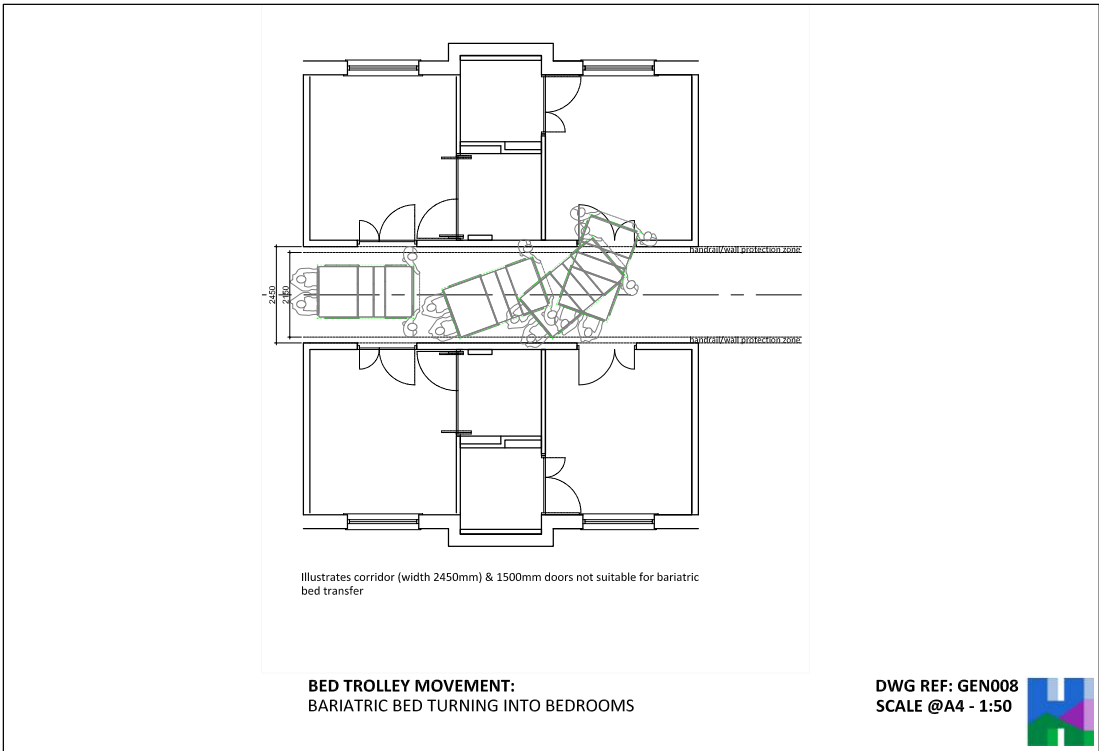 handrail/wall protection zone
2450
2150
handrail/wall protection zone
Illustrates corridor (width 2450mm) & 1500mm doors not suitable for bariatric
bed transfer
BED TROLLEY MOVEMENT:
BARIATRIC BED TURNING INTO BEDROOMS
DWG REF: GEN008
SCALE @A4 - 1:50